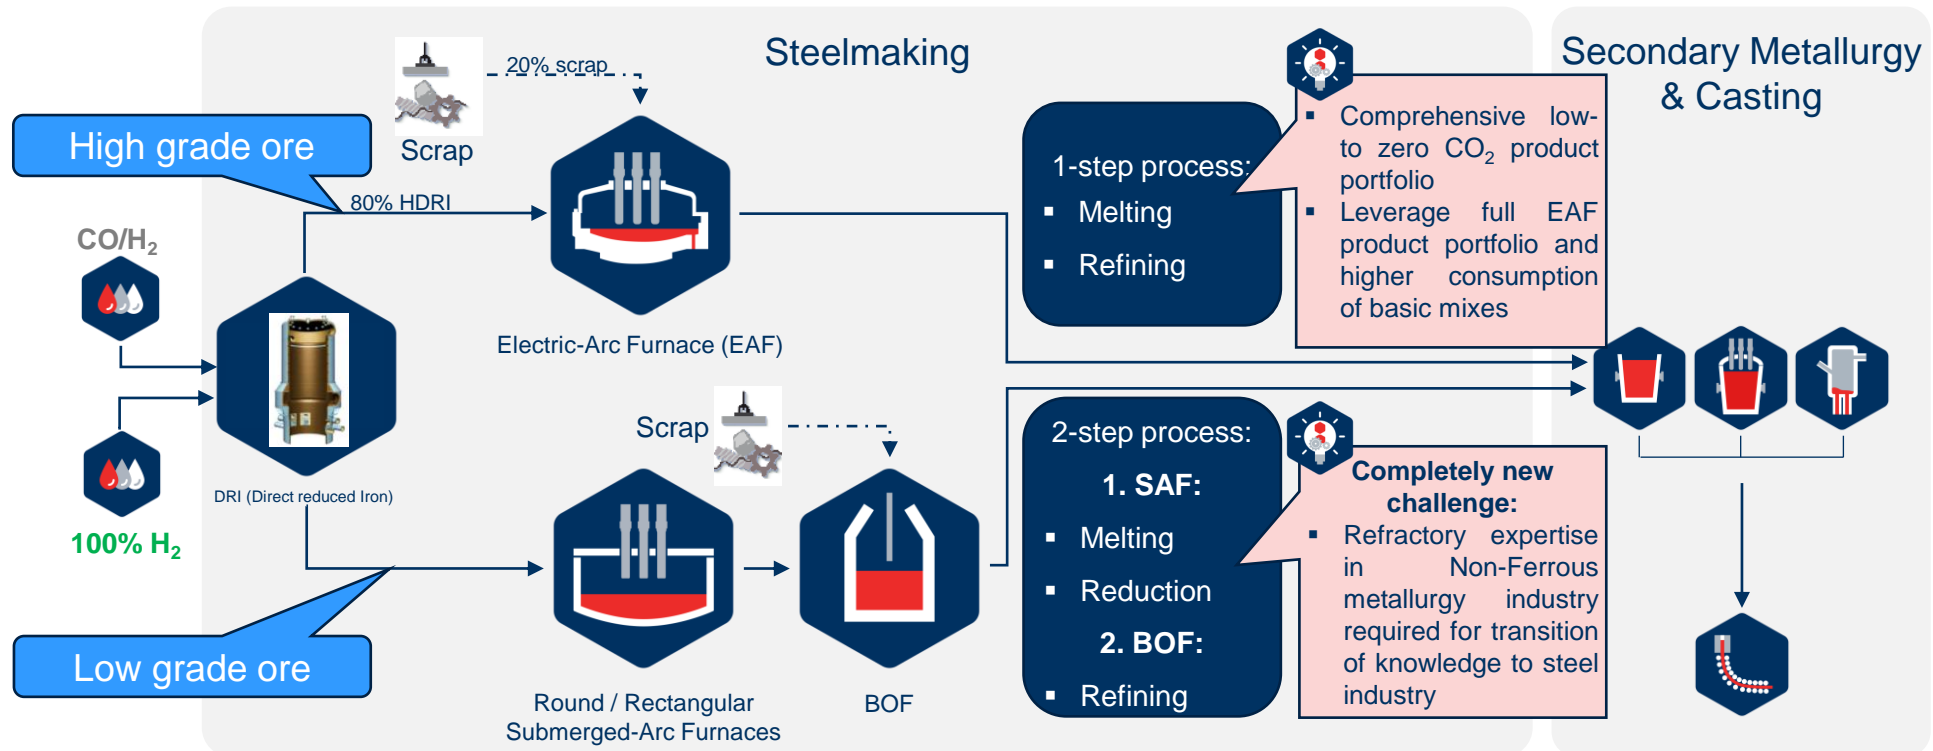 Steelmaking
Secondary Metallurgy
& Casting
20% scrap
Scrap
High grade ore
80% HDRI
CO/H₂
100% H₂
DRI (Direct reduced Iron)
Electric-Arc Furnace (EAF)
1-step process:
▪ Melting
▪ Refining
▪ Comprehensive low-
to zero CO₂ product
portfolio
▪ Leverage full EAF
product portfolio and
higher consumption
of basic mixes
Low grade ore
Scrap
Round / Rectangular
Submerged-Arc Furnaces
BOF
2-step process:
1. SAF:
▪ Melting
▪ Reduction
2. BOF:
▪ Refining
Completely new
challenge:
▪ Refractory expertise
in Non-Ferrous
metallurgy industry
required for transition
of knowledge to steel
industry